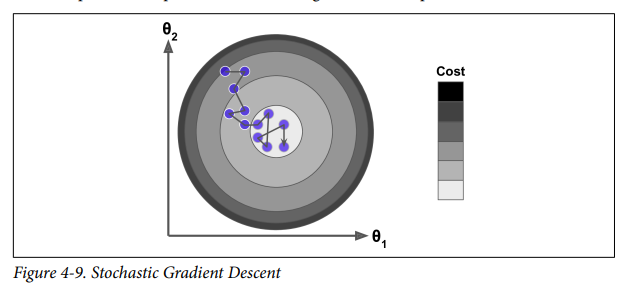 θ2
Cost
θ1
Figure 4-9. Stochastic Gradient Descent